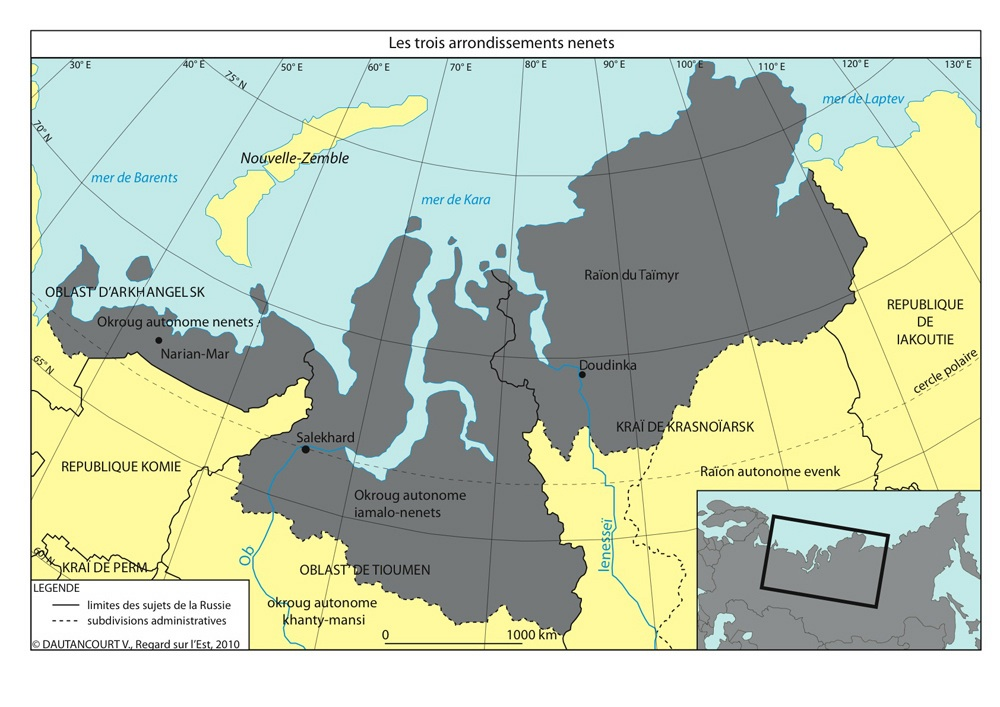 Les trois arrondissements nenets
30° E
40° E
50° E
60° E
70° E
80° E
90° E
100° E
110° E
120° E
130° E
75° N
70° N
65° N
60° N
mer de Laptev
Nouvelle-Zemble
mer de Barents
mer de Kara
Raïon du Taïmyr
OBLAST' D'ARKHANGELSK
Okroug autonome nenets
Narian-Mar
REPUBLIQUE
DE
IAKOUTIE
cercle polaire
Doudinka
KRAÏ DE KRASNOÏARSK
Salekhard
REPUBLIQUE KOMIE
Raïon autonome evenk
Okroug autonome
iamalo-nenets
Ob
Ienesseï
KRAÏ DE PERM
OBLAST' DE TIOUMEN
okroug autonome
khanty-mansi
LEGENDE
limites des sujets de la Russie
subdivisions administratives
0
1000 km
© DAUTANCOURT V., Regard sur l'Est, 2010